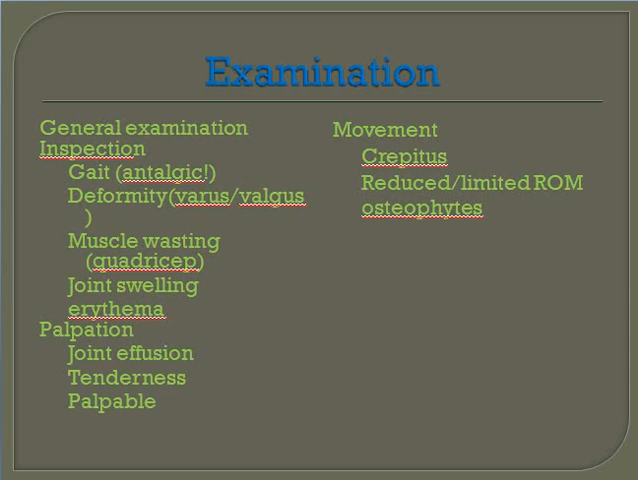 Examination
General examination
Inspection
Gait (antalgic!)
Deformity(varus/valgus
)
Muscle wasting
(quadricep)
Joint swelling
erythema
Palpation
Joint effusion
Tenderness
Palpable
Movement
Crepitus
Reduced/limited ROM
osteophytes